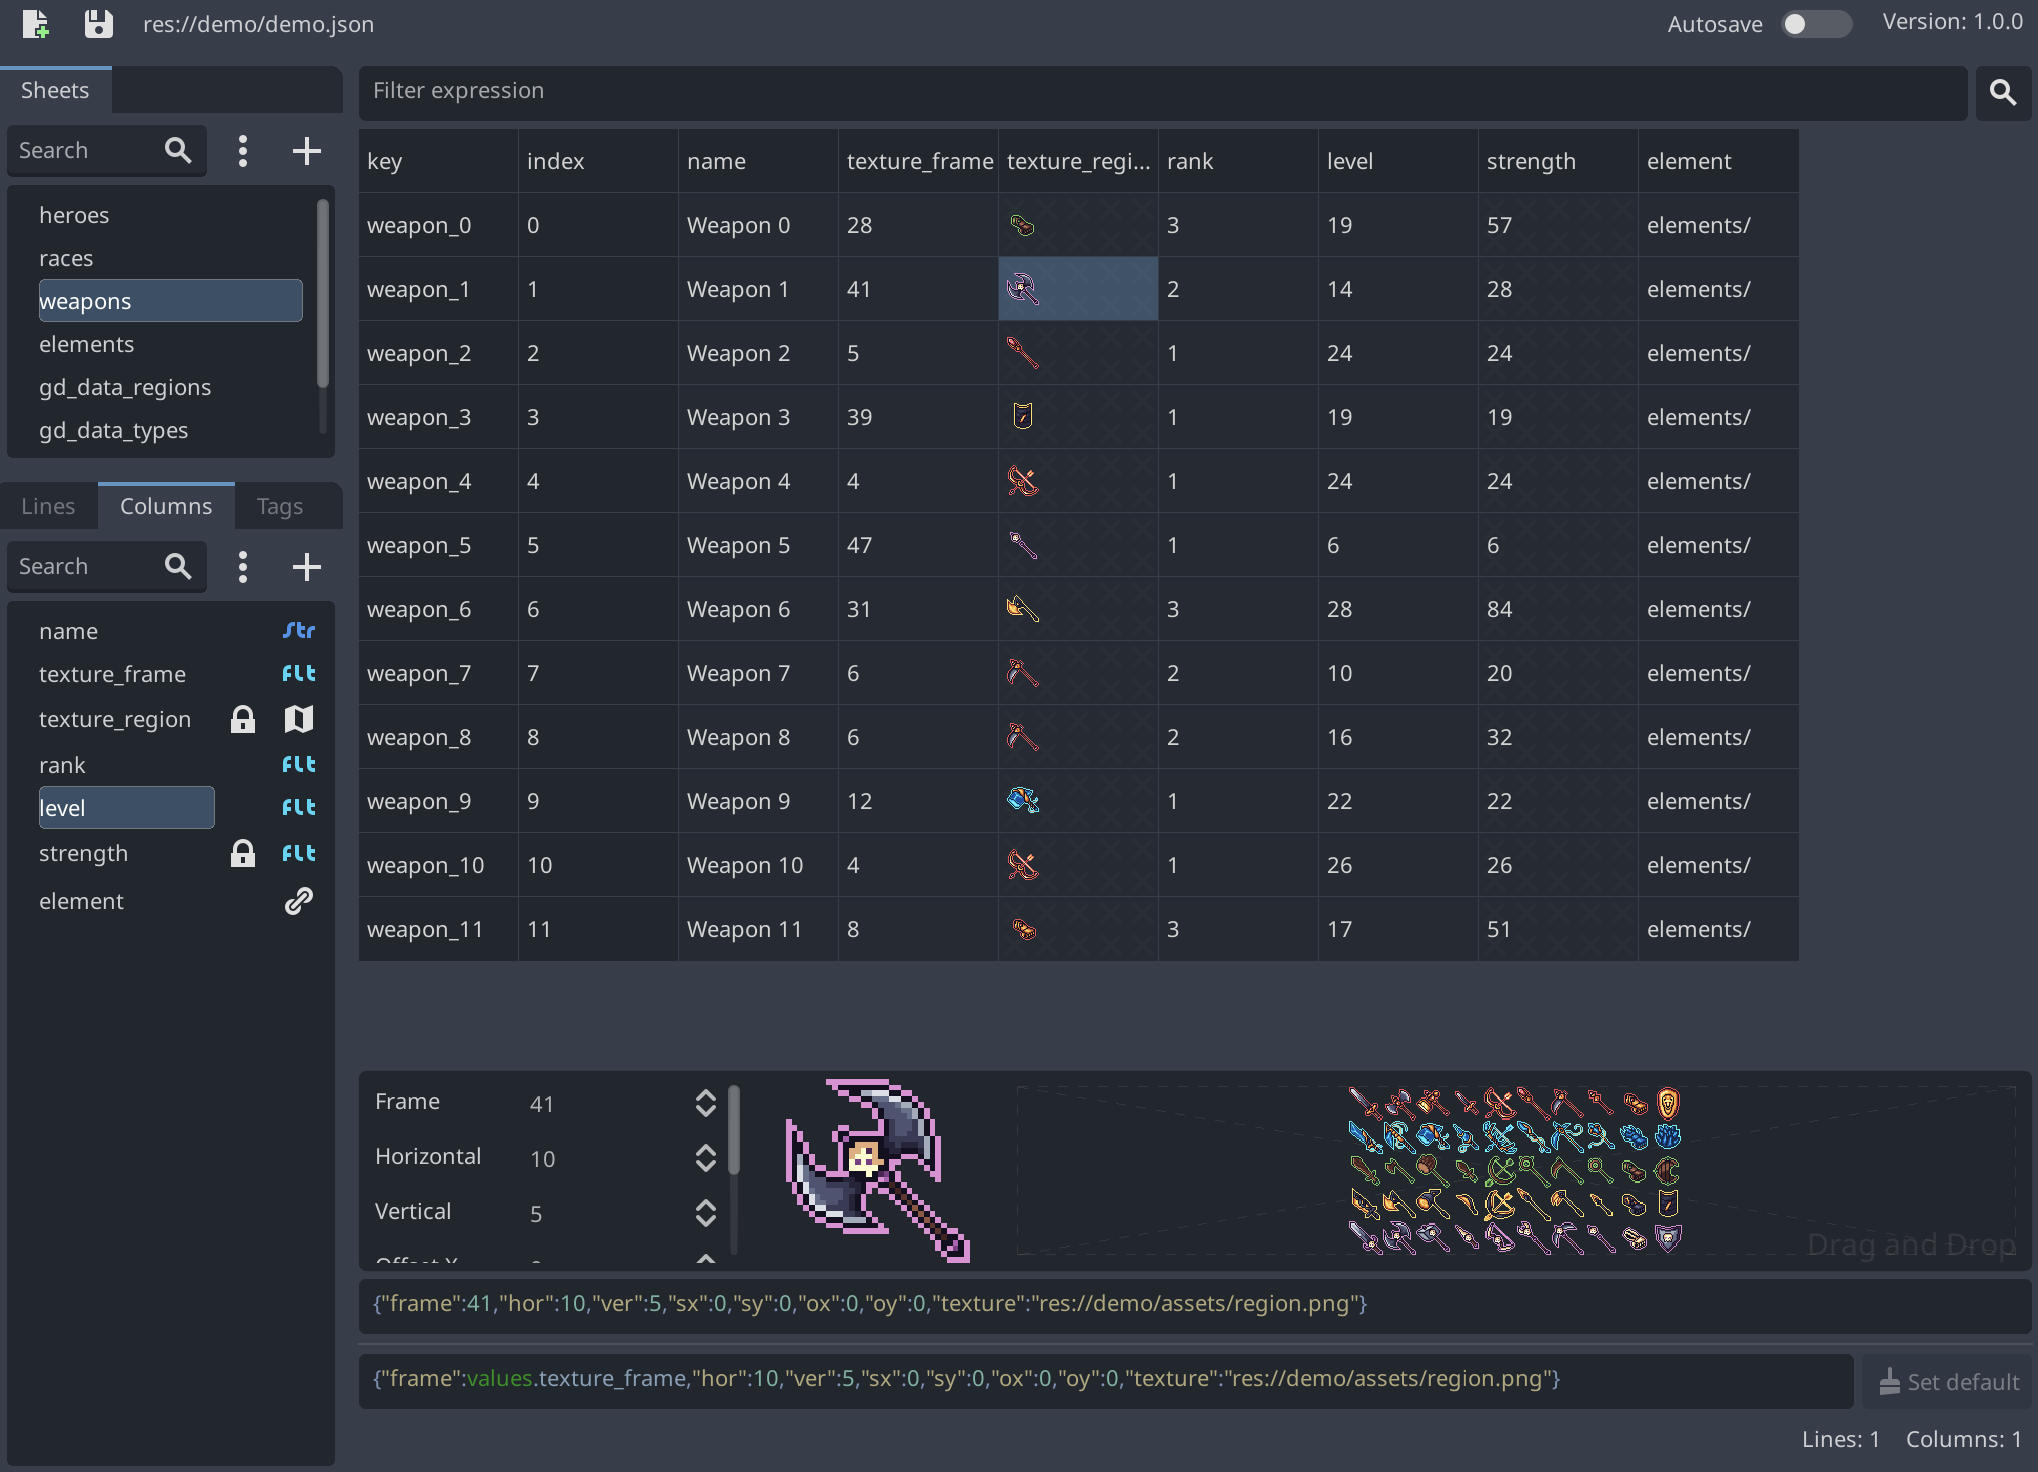 res://demo/demo.json Autosave Version: 1.0.0
Sheets
Search
heroes
races
weapons
elements
gd_data_regions
gd_data_types
Lines Columns Tags
Search
name Str
texture_frame FLt
texture_region
rank FLt
level FLt
strength FLt
element
Filter expression
key index name texture_frame texture_regi... rank level strength element
weapon_0 0 Weapon 0 28 3 19 57 elements/
weapon_1 1 Weapon 1 41 2 14 28 elements/
weapon_2 2 Weapon 2 5 1 24 24 elements/
weapon_3 3 Weapon 3 39 1 19 19 elements/
weapon_4 4 Weapon 4 4 1 24 24 elements/
weapon_5 5 Weapon 5 47 1 6 6 elements/
weapon_6 6 Weapon 6 31 3 28 84 elements/
weapon_7 7 Weapon 7 6 2 10 20 elements/
weapon_8 8 Weapon 8 6 2 16 32 elements/
weapon_9 9 Weapon 9 12 1 22 22 elements/
weapon_10 10 Weapon 10 4 1 26 26 elements/
weapon_11 11 Weapon 11 8 3 17 51 elements/
Frame 41
Horizontal 10
Vertical 5
Offset X
Drag and Drop
{"frame":41,"hor":10,"ver":5,"sx":0,"sy":0,"ox":0,"oy":0,"texture":"res://demo/assets/region.png"}
{"frame":values.texture_frame,"hor":10,"ver":5,"sx":0,"sy":0,"ox":0,"oy":0,"texture":"res://demo/assets/region.png"} Set default
Lines: 1 Columns: 1